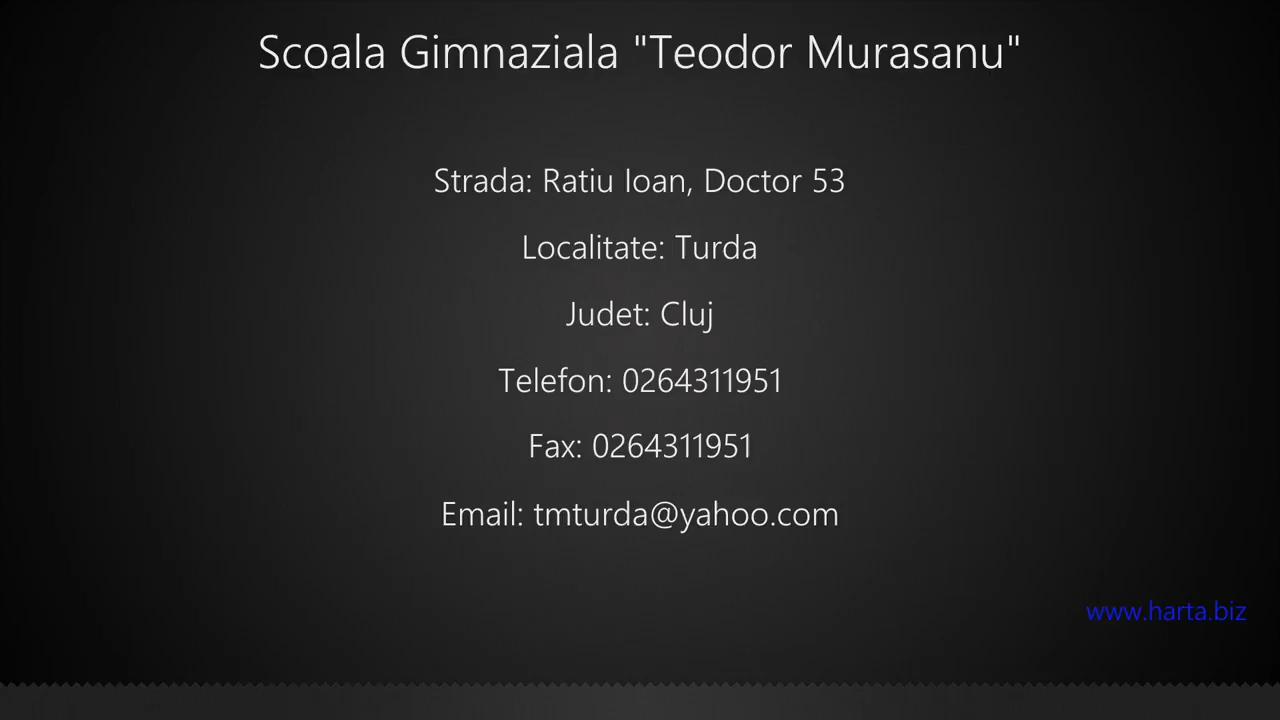 Scoala Gimnaziala "Teodor Murasanu"
Strada: Ratiu Ioan, Doctor 53
Localitate: Turda
Judet: Cluj
Telefon: 0264311951
Fax: 0264311951
Email: tmturda@yahoo.com
www.harta.biz